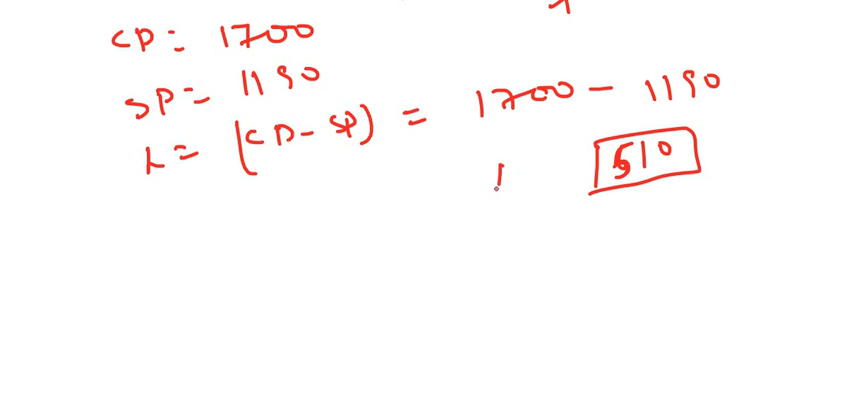 CP = 1700
SP = 1190
L = (CP - SP) = 1700 - 1190
510